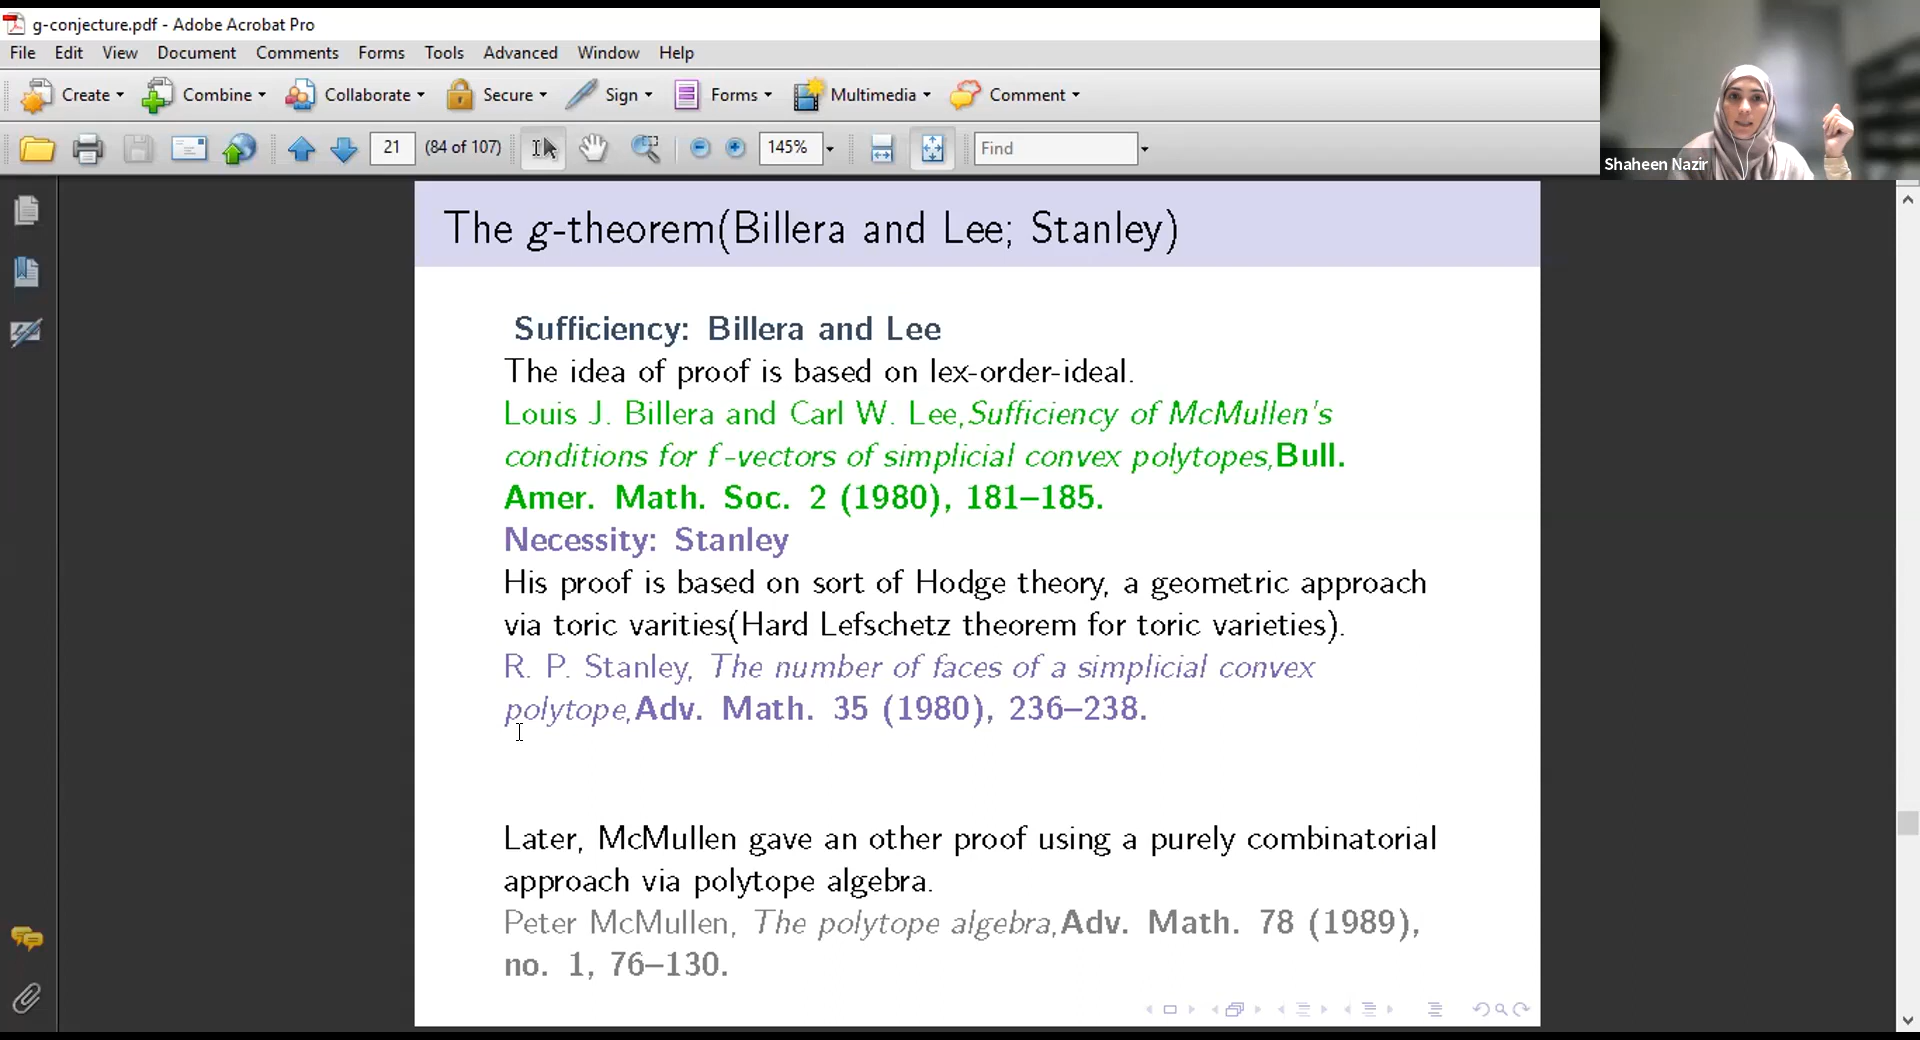 g-conjecture.pdf - Adobe Acrobat Pro
File Edit View Document Comments Forms Tools Advanced Window Help
Create Combine Collaborate Secure Sign Forms Multimedia Comment
21 (84 of 107) 145% Find
Shaheen Nazir
The g-theorem(Billera and Lee; Stanley)
Sufficiency: Billera and Lee
The idea of proof is based on lex-order-ideal.
Louis J. Billera and Carl W. Lee,Sufficiency of McMullen's
conditions for f-vectors of simplicial convex polytopes,Bull.
Amer. Math. Soc. 2 (1980), 181–185.
Necessity: Stanley
His proof is based on sort of Hodge theory, a geometric approach
via toric varities(Hard Lefschetz theorem for toric varieties).
R. P. Stanley, The number of faces of a simplicial convex
polytope,Adv. Math. 35 (1980), 236–238.
Later, McMullen gave an other proof using a purely combinatorial
approach via polytope algebra.
Peter McMullen, The polytope algebra,Adv. Math. 78 (1989),
no. 1, 76–130.